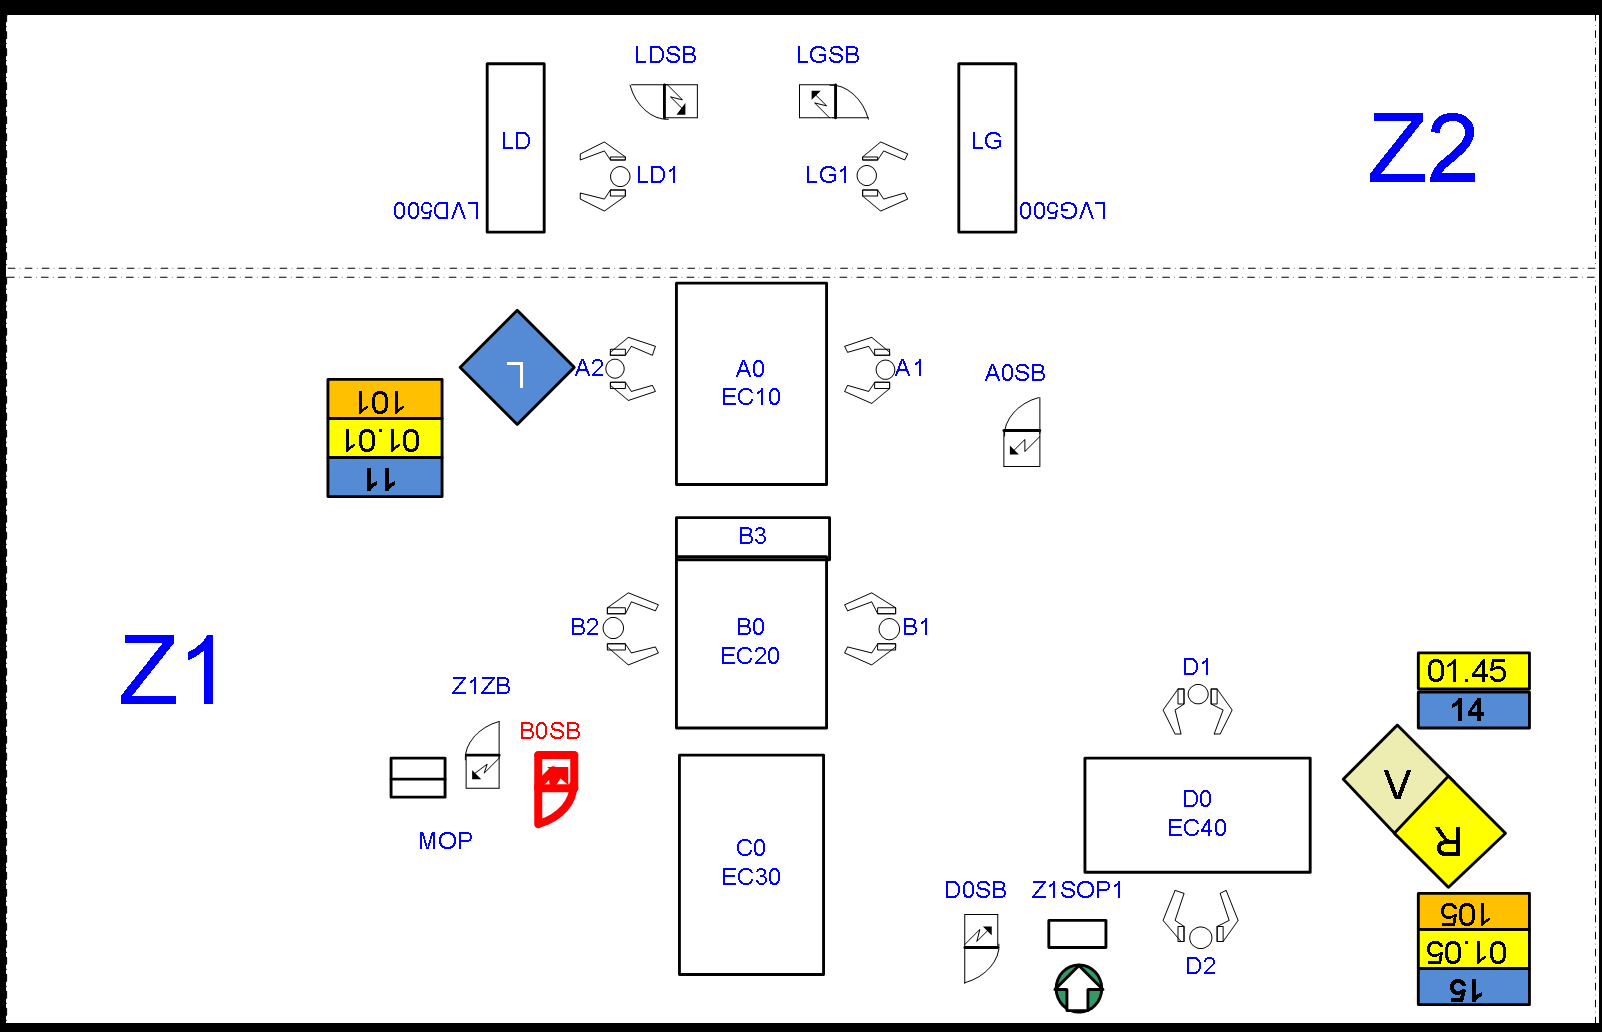 LDSB
LGSB
LD
LG
Z2
LD1
LG1
LVD500
LVG500
L
A2
A0
EC10
A1
A0SB
101
01.01
11
B3
B2
B0
EC20
B1
Z1
Z1ZB
B0SB
MOP
C0
EC30
D1
01.45
14
V
R
D0
EC40
D0SB
Z1SOP1
D2
105
01.05
15